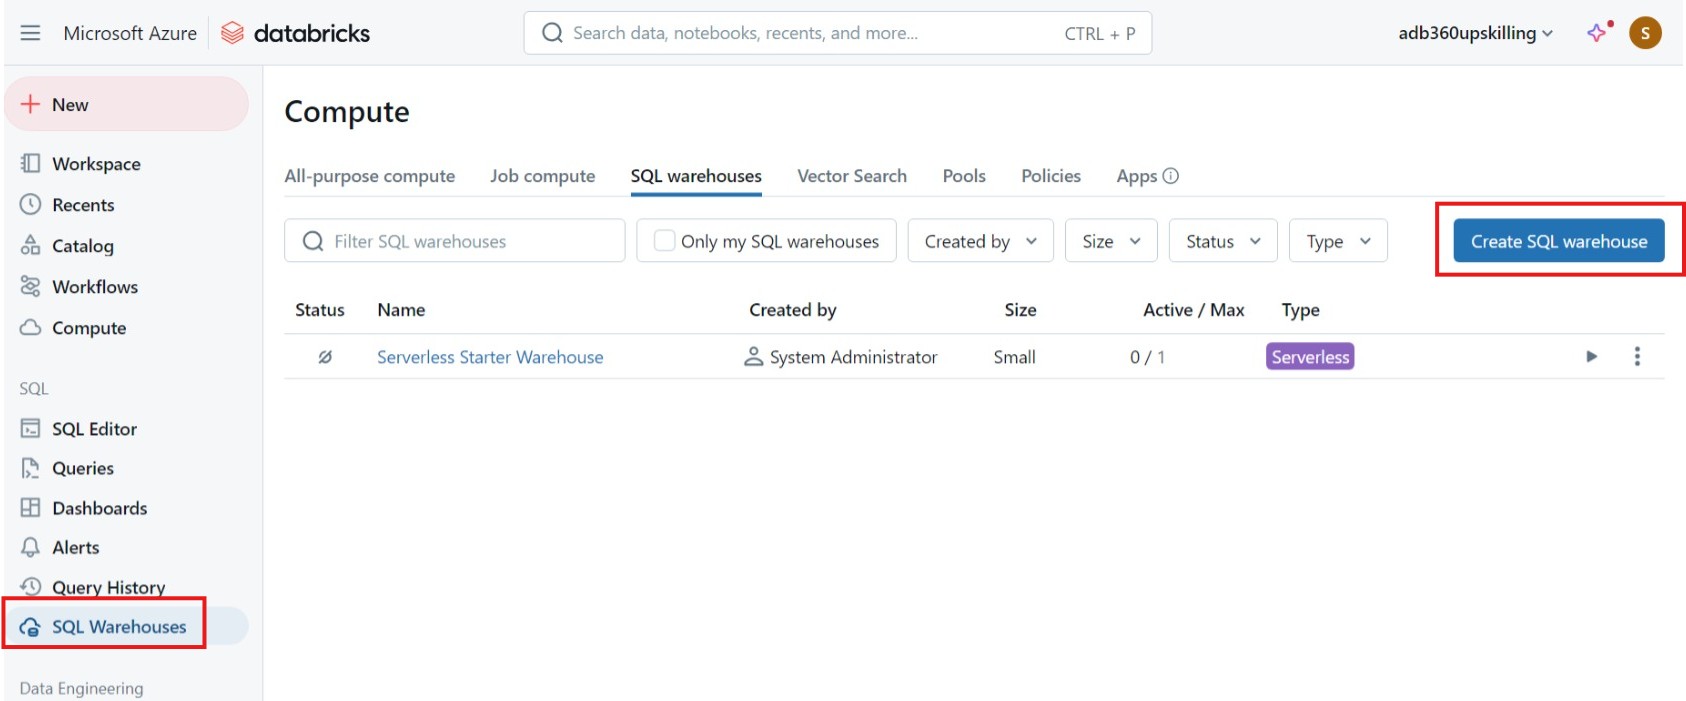 Microsoft Azure databricks Search data, notebooks, recents, and more... CTRL + P adb360upskilling S
New
Workspace
Recents
Catalog
Workflows
Compute
SQL
SQL Editor
Queries
Dashboards
Alerts
Query History
SQL Warehouses
Data Engineering
Compute
All-purpose compute Job compute SQL warehouses Vector Search Pools Policies Apps
Filter SQL warehouses Only my SQL warehouses Created by Size Status Type Create SQL warehouse
Status Name Created by Size Active / Max Type
Serverless Starter Warehouse System Administrator Small 0 / 1 Serverless